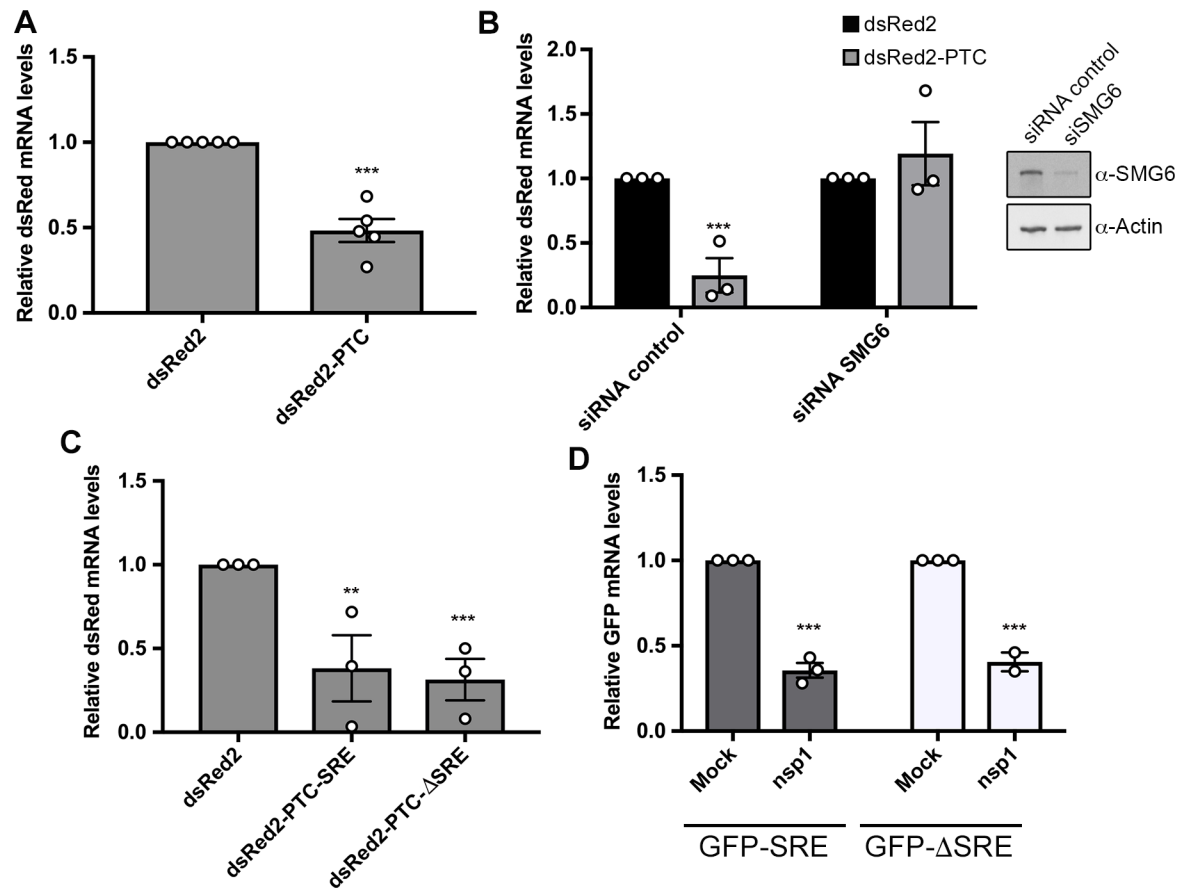 A
Relative dsRed mRNA levels
1.5
1.0
0.5
0.0
***
dsRed2
dsRed2-PTC
B
dsRed2
dsRed2-PTC
Relative dsRed mRNA levels
2.0
1.5
1.0
0.5
0.0
***
siRNA control
siRNA SMG6
siRNA control
siSMG6
α-SMG6
α-Actin
C
Relative dsRed mRNA levels
1.5
1.0
0.5
0.0
**
***
dsRed2
dsRed2-PTC-SRE
dsRed2-PTC-ΔSRE
D
Relative GFP mRNA levels
1.5
1.0
0.5
0.0
***
***
Mock
nsp1
Mock
nsp1
GFP-SRE
GFP-ΔSRE